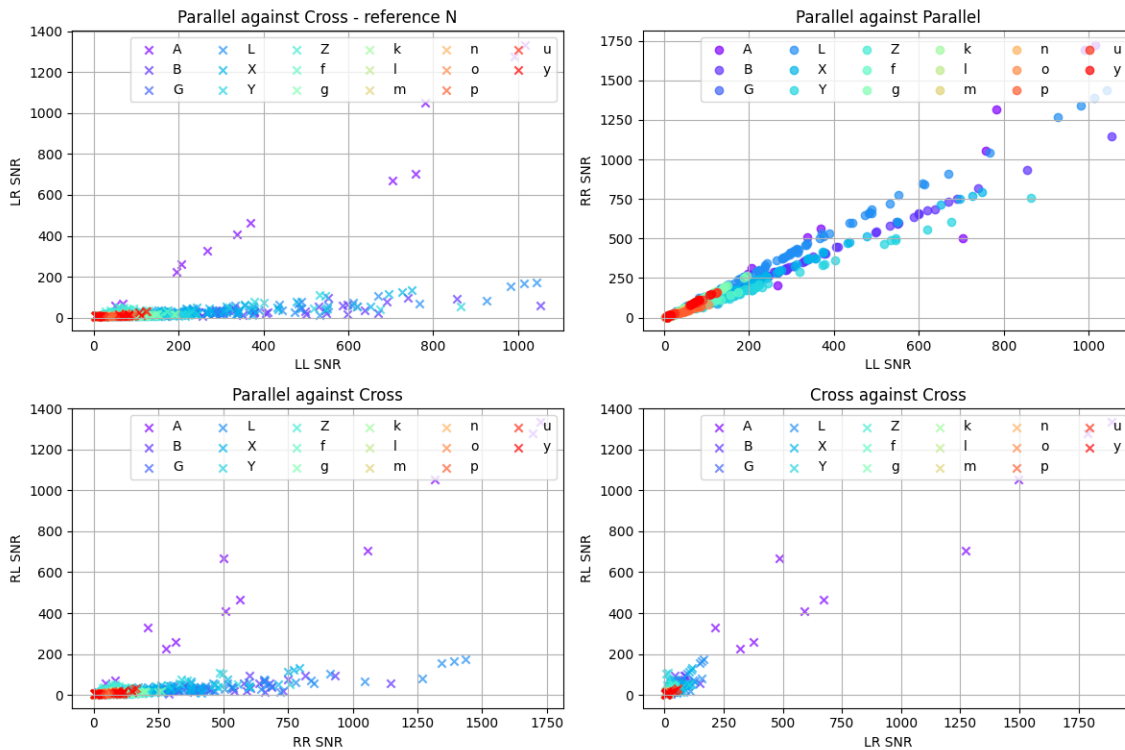 Parallel against Cross - reference N
1400
1200
1000
800
600
400
200
0
LR SNR
A L Z k n u
B X f l o y
G Y g m p
0 200 400 600 800 1000
LL SNR
Parallel against Parallel
1750
1500
1250
1000
750
500
250
0
RR SNR
A L Z k n u
B X f l o y
G Y g m p
0 200 400 600 800 1000
LL SNR
Parallel against Cross
1400
1200
1000
800
600
400
200
0
RL SNR
A L Z k n u
B X f l o y
G Y g m p
0 250 500 750 1000 1250 1500 1750
RR SNR
Cross against Cross
1400
1200
1000
800
600
400
200
0
RL SNR
A L Z k n u
B X f l o y
G Y g m p
0 250 500 750 1000 1250 1500 1750
LR SNR